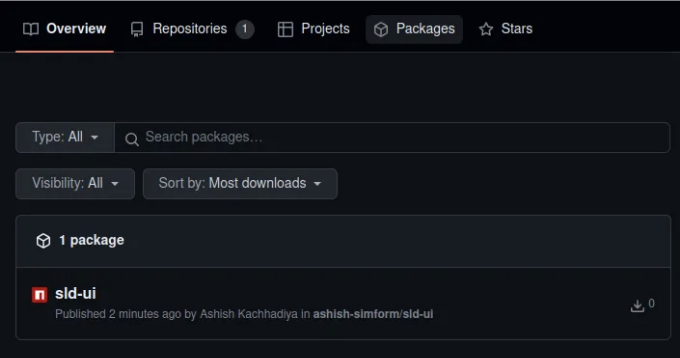 Overview Repositories 1 Projects Packages Stars
Type: All Search packages...
Visibility: All Sort by: Most downloads
1 package
n sld-ui
Published 2 minutes ago by Ashish Kachhadiya in ashish-simform/sld-ui 0